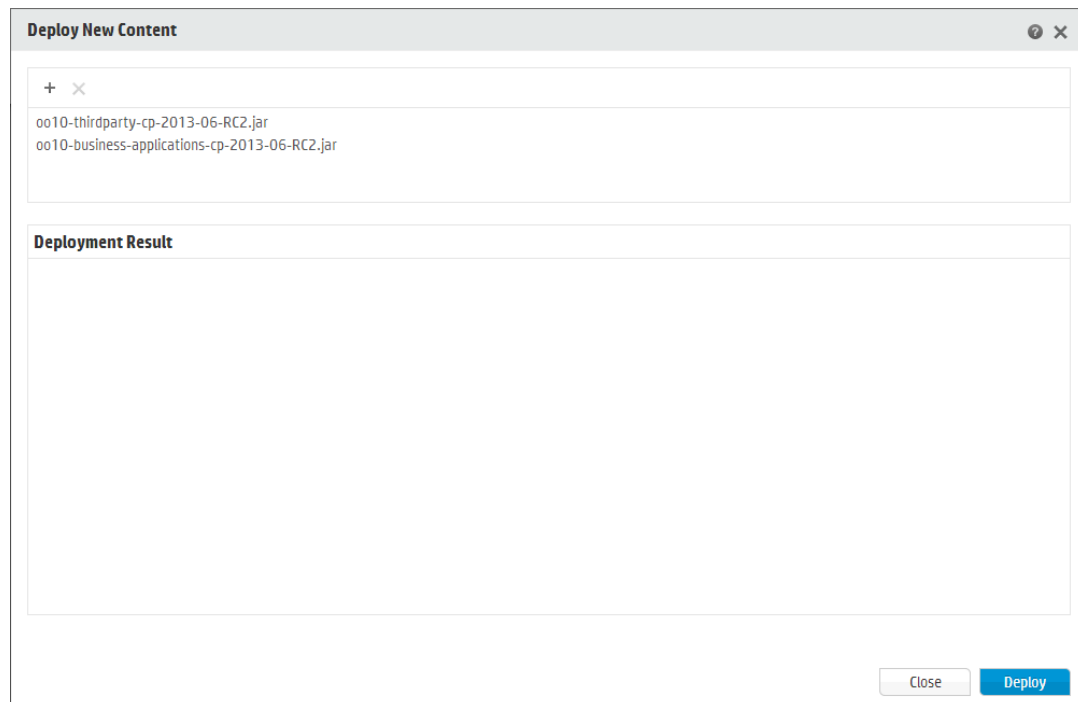 Deploy New Content
oo10-thirdparty-cp-2013-06-RC2.jar
oo10-business-applications-cp-2013-06-RC2.jar
Deployment Result
Close
Deploy